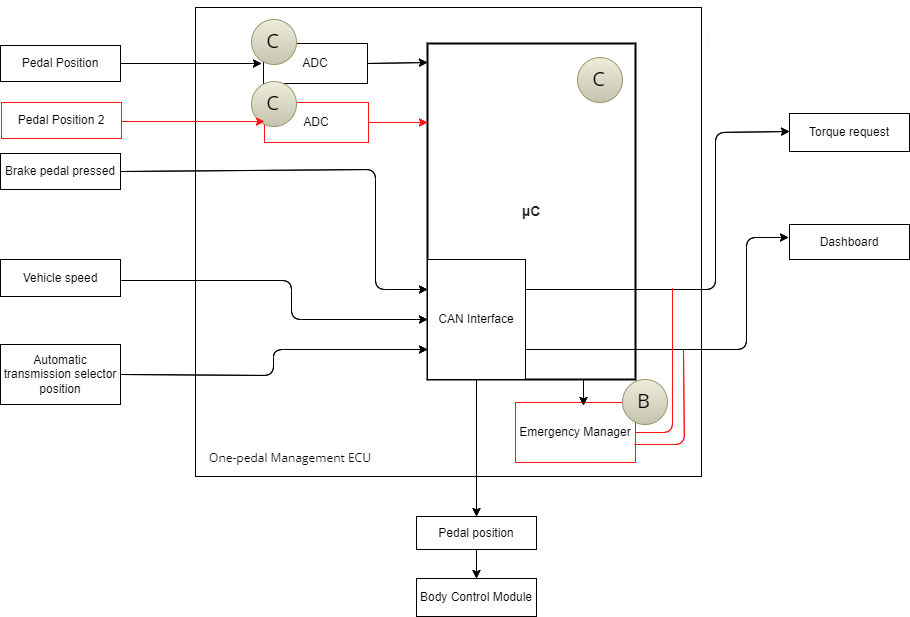 C
Pedal Position
ADC
C
C
Pedal Position 2
ADC
Torque request
Brake pedal pressed
µC
Dashboard
Vehicle speed
CAN Interface
Automatic
transmission selector
position
B
Emergency Manager
One-pedal Management ECU
Pedal position
Body Control Module